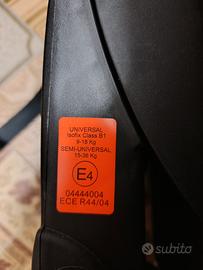 UNIVERSAL
Isofix Class B1
9-18 Kg
SEMI-UNIVERSAL
15-36 Kg
E4
04444004
ECE R44/04
subito